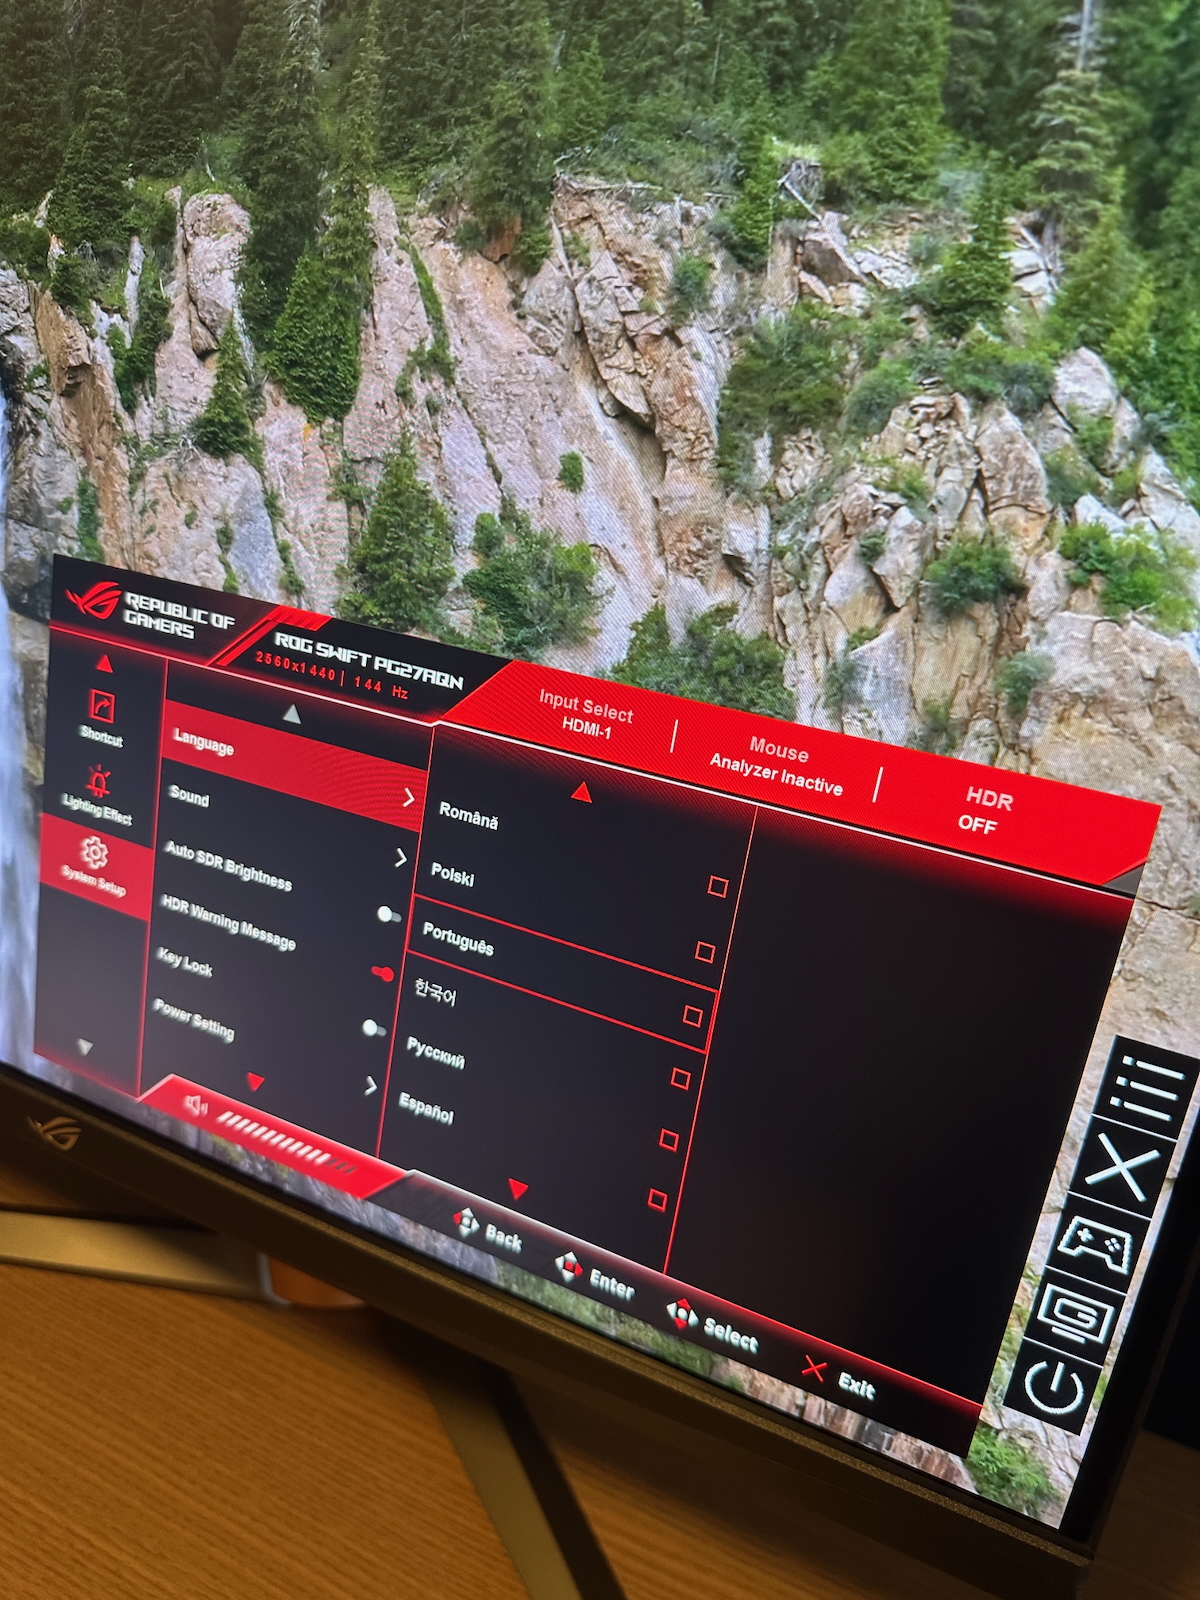 REPUBLIC OF
GAMERS
ROG SWIFT PG27AQN
2560x1440 | 144 Hz
Input Select
HDMI-1
Mouse
Analyzer Inactive
HDR
OFF
Shortcut
Lighting Effect
System Setup
Language
Sound
Auto SDR Brightness
HDR Warning Message
Key Lock
Power Setting
Română
Polski
Português
한국어
Русский
Español
Back
Enter
Select
Exit